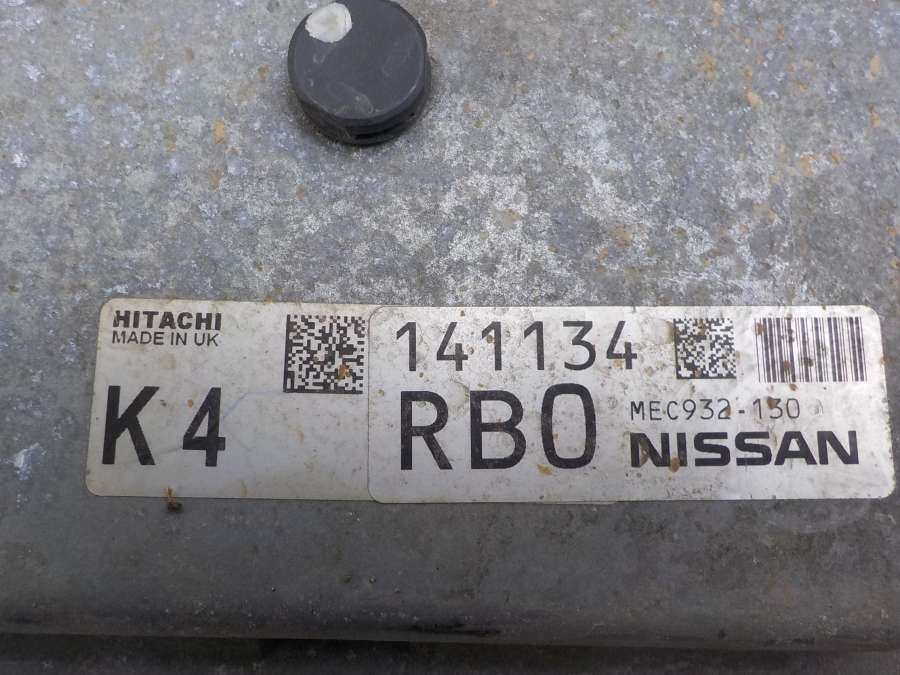 HITACHI
MADE IN UK
K4
141134
RB0
MEC932-130
NISSAN